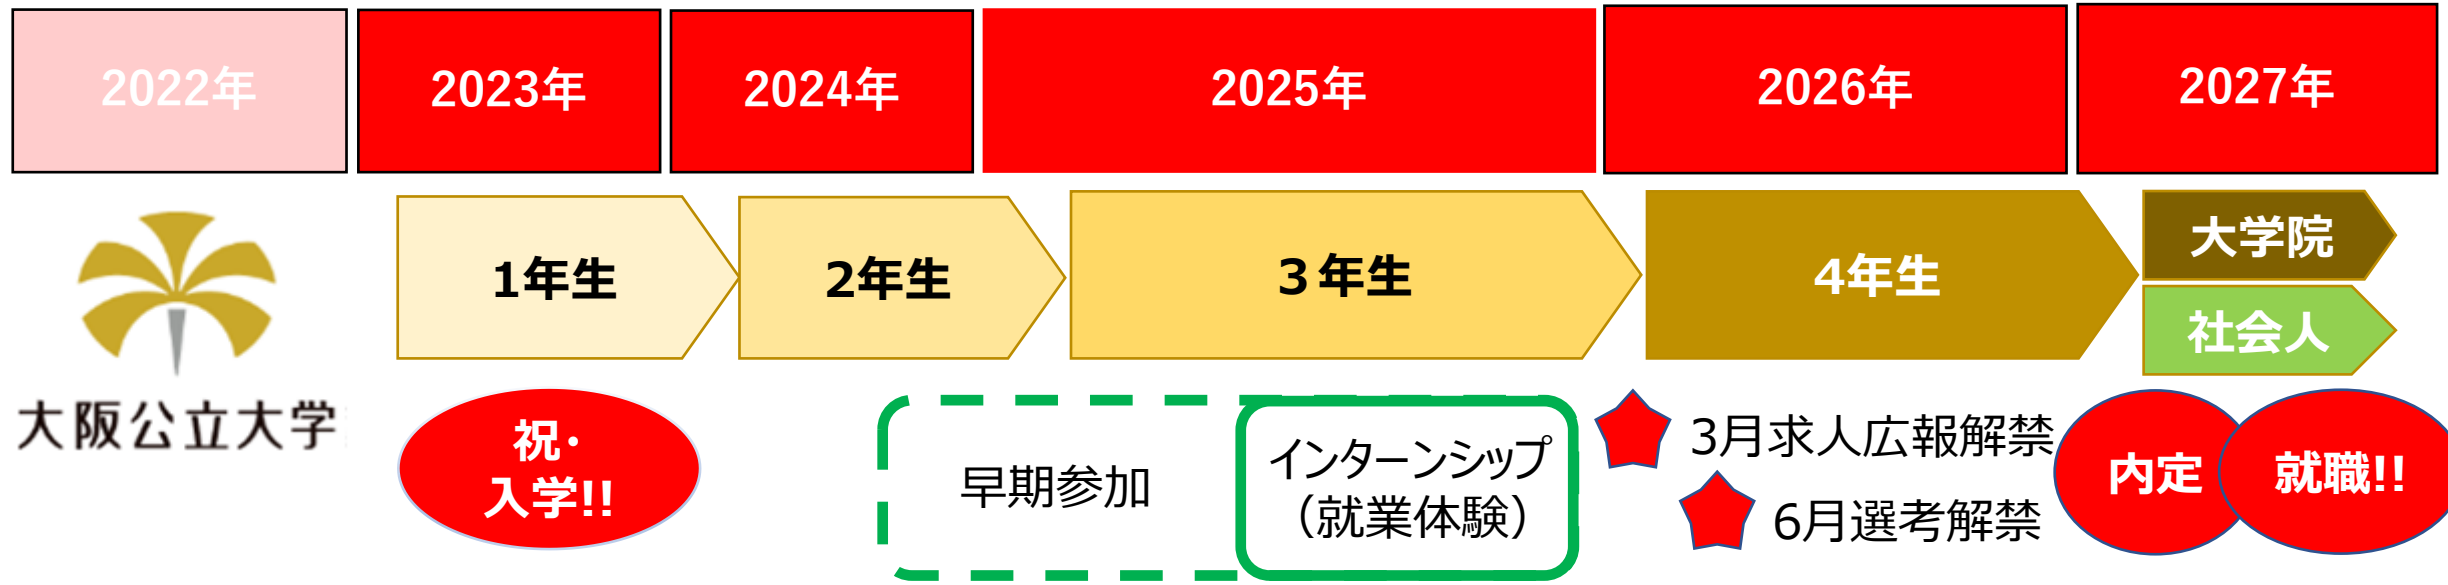 2022年
2023年
2024年
2025年
2026年
2027年
1年生
2年生
３年生
4年生
大学院
社会人
大阪公立大学
祝・
入学!!
早期参加
インターンシップ
（就業体験）
3月求人広報解禁
6月選考解禁
内定
就職!!